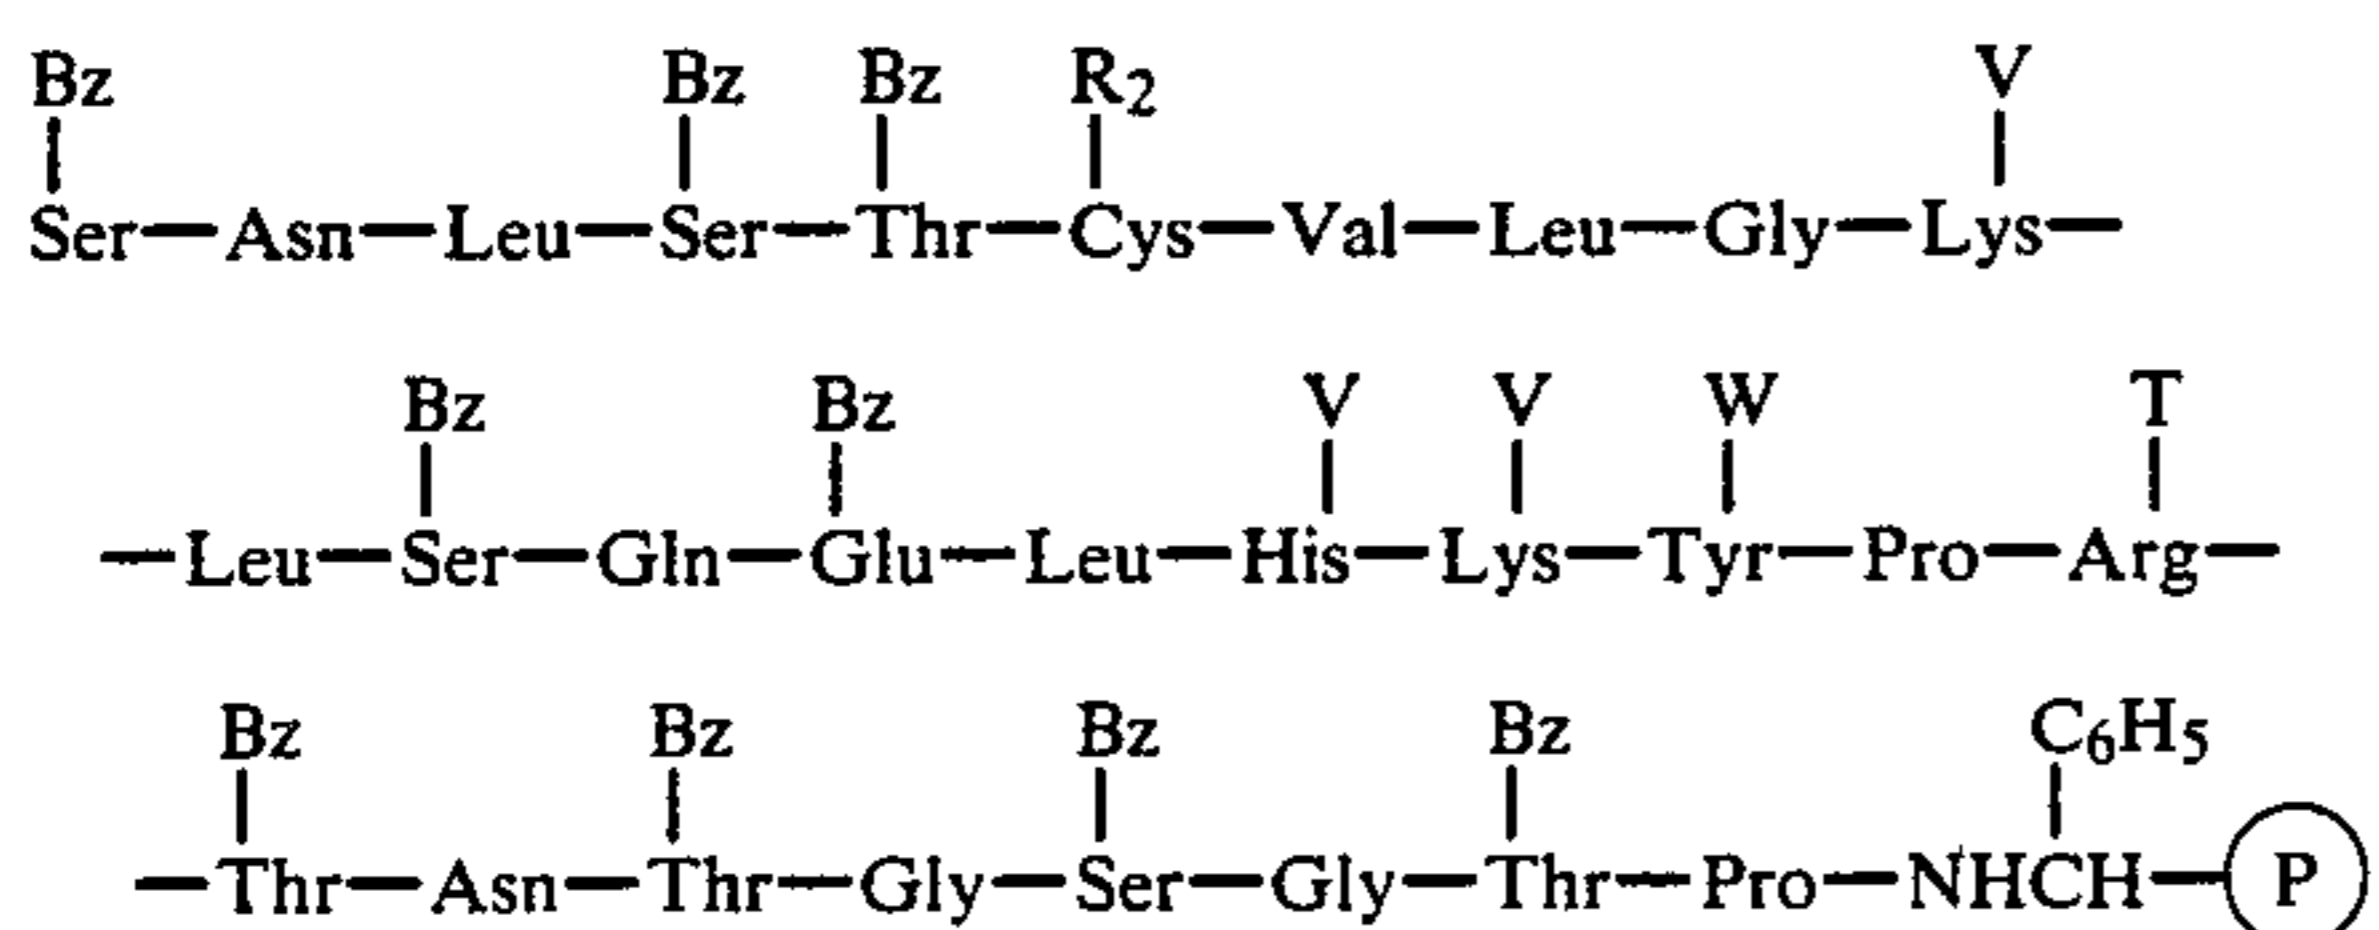 Bz Bz Bz R2 V
Ser—Asn—Leu—Ser—Thr—Cys—Val—Leu—Gly—Lys—
Bz Bz V V W T
—Leu—Ser—Gln—Glu—Leu—His—Lys—Tyr—Pro—Arg—
Bz Bz Bz Bz C6H5
—Thr—Asn—Thr—Gly—Ser—Gly—Thr—Pro—NHCH—P